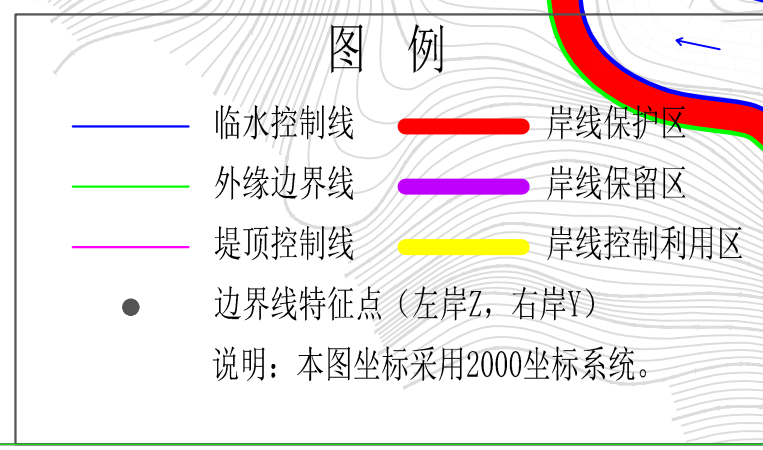 图 例
临水控制线 岸线保护区
外缘边界线 岸线保留区
堤顶控制线 岸线控制利用区
边界线特征点（左岸Z，右岸Y）
说明：本图坐标采用2000坐标系统。